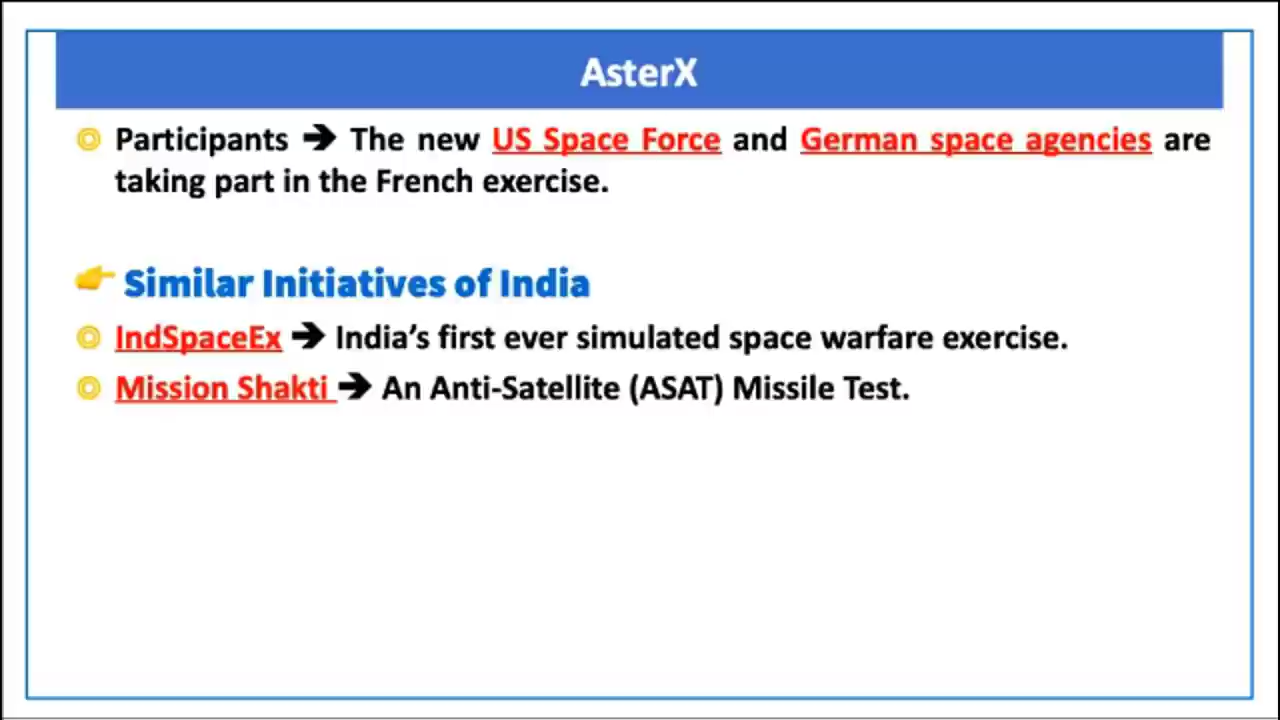 AsterX
Participants ➔ The new US Space Force and German space agencies are
taking part in the French exercise.
Similar Initiatives of India
IndSpaceEx ➔ India’s first ever simulated space warfare exercise.
Mission Shakti ➔ An Anti-Satellite (ASAT) Missile Test.